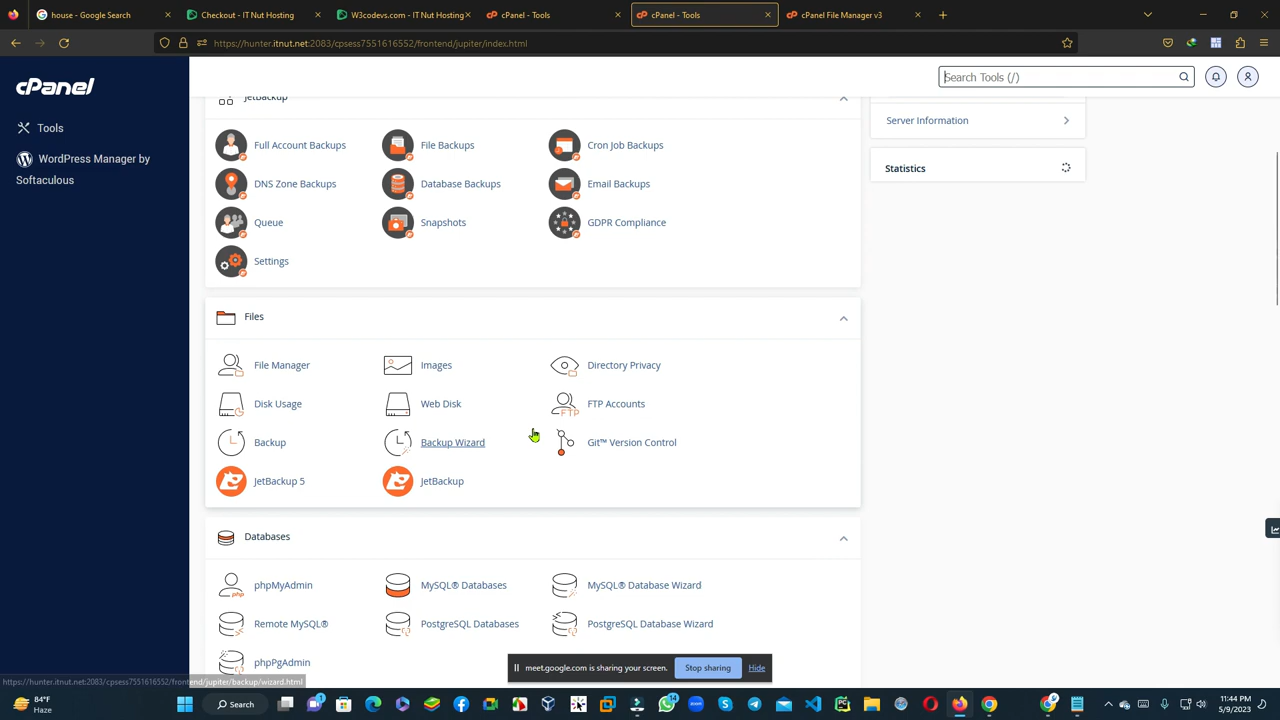 house - Google Search
Checkout - IT Nut Hosting
W3codevs.com - IT Nut Hosting
cPanel - Tools
cPanel - Tools
cPanel File Manager v3
https://hunter.itnut.net:2083/cpsess7551616552/frontend/jupiter/index.html
cPanel
Search Tools (/)
Tools
WordPress Manager by
Softaculous
JetBackup
Full Account Backups
File Backups
Cron Job Backups
DNS Zone Backups
Database Backups
Email Backups
Queue
Snapshots
GDPR Compliance
Settings
Server Information
Statistics
Files
File Manager
Images
Directory Privacy
Disk Usage
Web Disk
FTP Accounts
Backup
Backup Wizard
Git™ Version Control
JetBackup 5
JetBackup
Databases
phpMyAdmin
MySQL® Databases
MySQL® Database Wizard
Remote MySQL®
PostgreSQL Databases
PostgreSQL Database Wizard
phpPgAdmin
meet.google.com is sharing your screen.
Stop sharing
Hide
https://hunter.itnut.net:2083/cpsess7551616552/frontend/jupiter/backup/wizard.html
84°F
Haze
Search
11:44 PM
5/9/2023